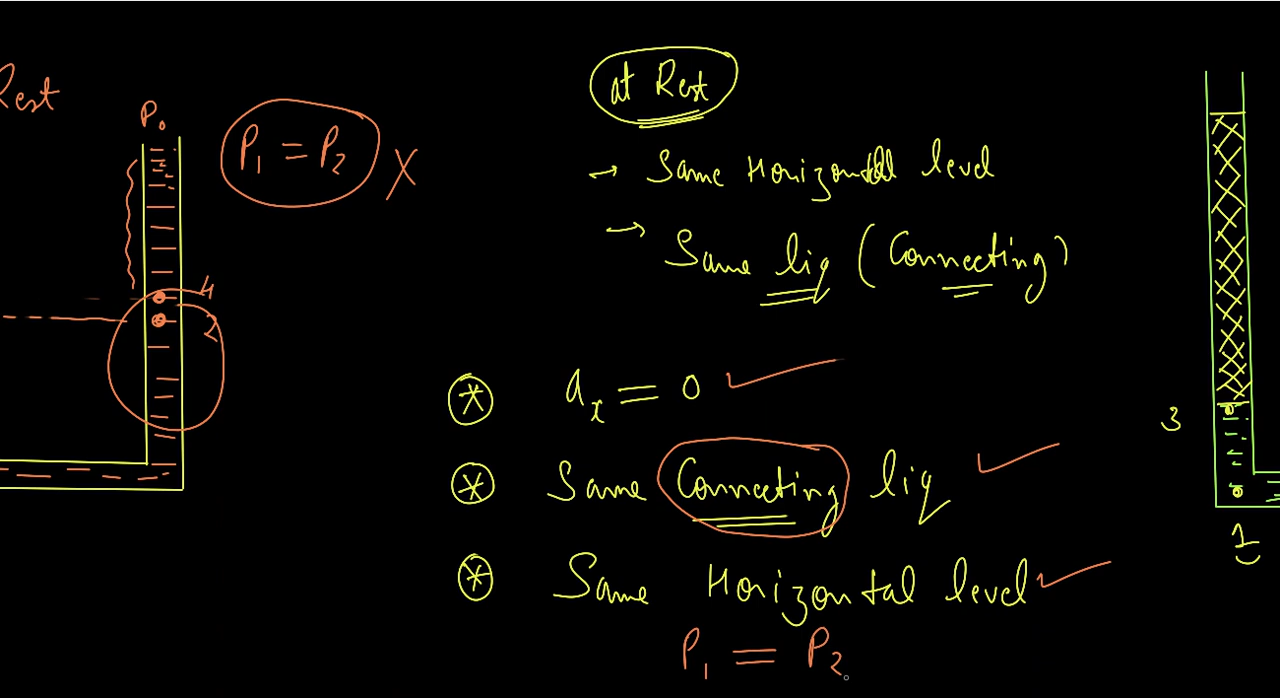 Rest
P₀
P₁ = P₂ X
4
2
at Rest
→ Same Horizontal level
→ Same liq (Connecting)
* aₓ = 0 ✓
* Same Connecting liq ✓
* Same Horizontal level ✓
P₁ = P₂
3
1